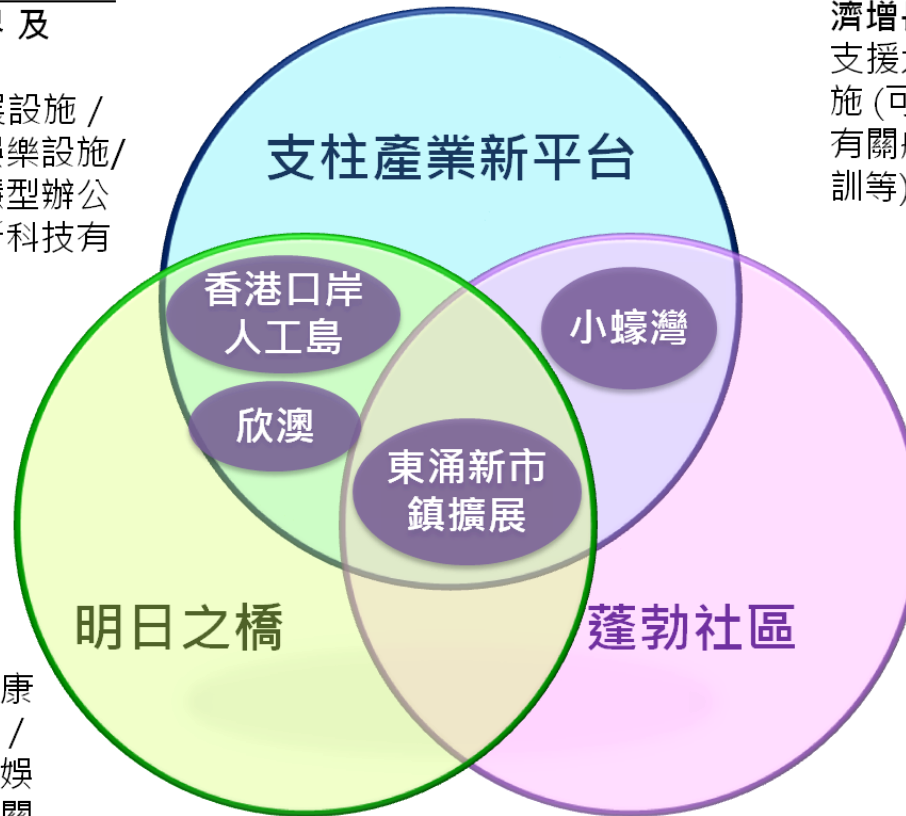 及
濟增
設施 /
支援
樂設施/
施 (可
型辦公
有關
科技有
訓等)
支柱產業新平台
香港口岸
人工島
小蠔灣
欣澳
東涌新市
鎮擴展
明日之橋
蓬勃社區
康
/
娛